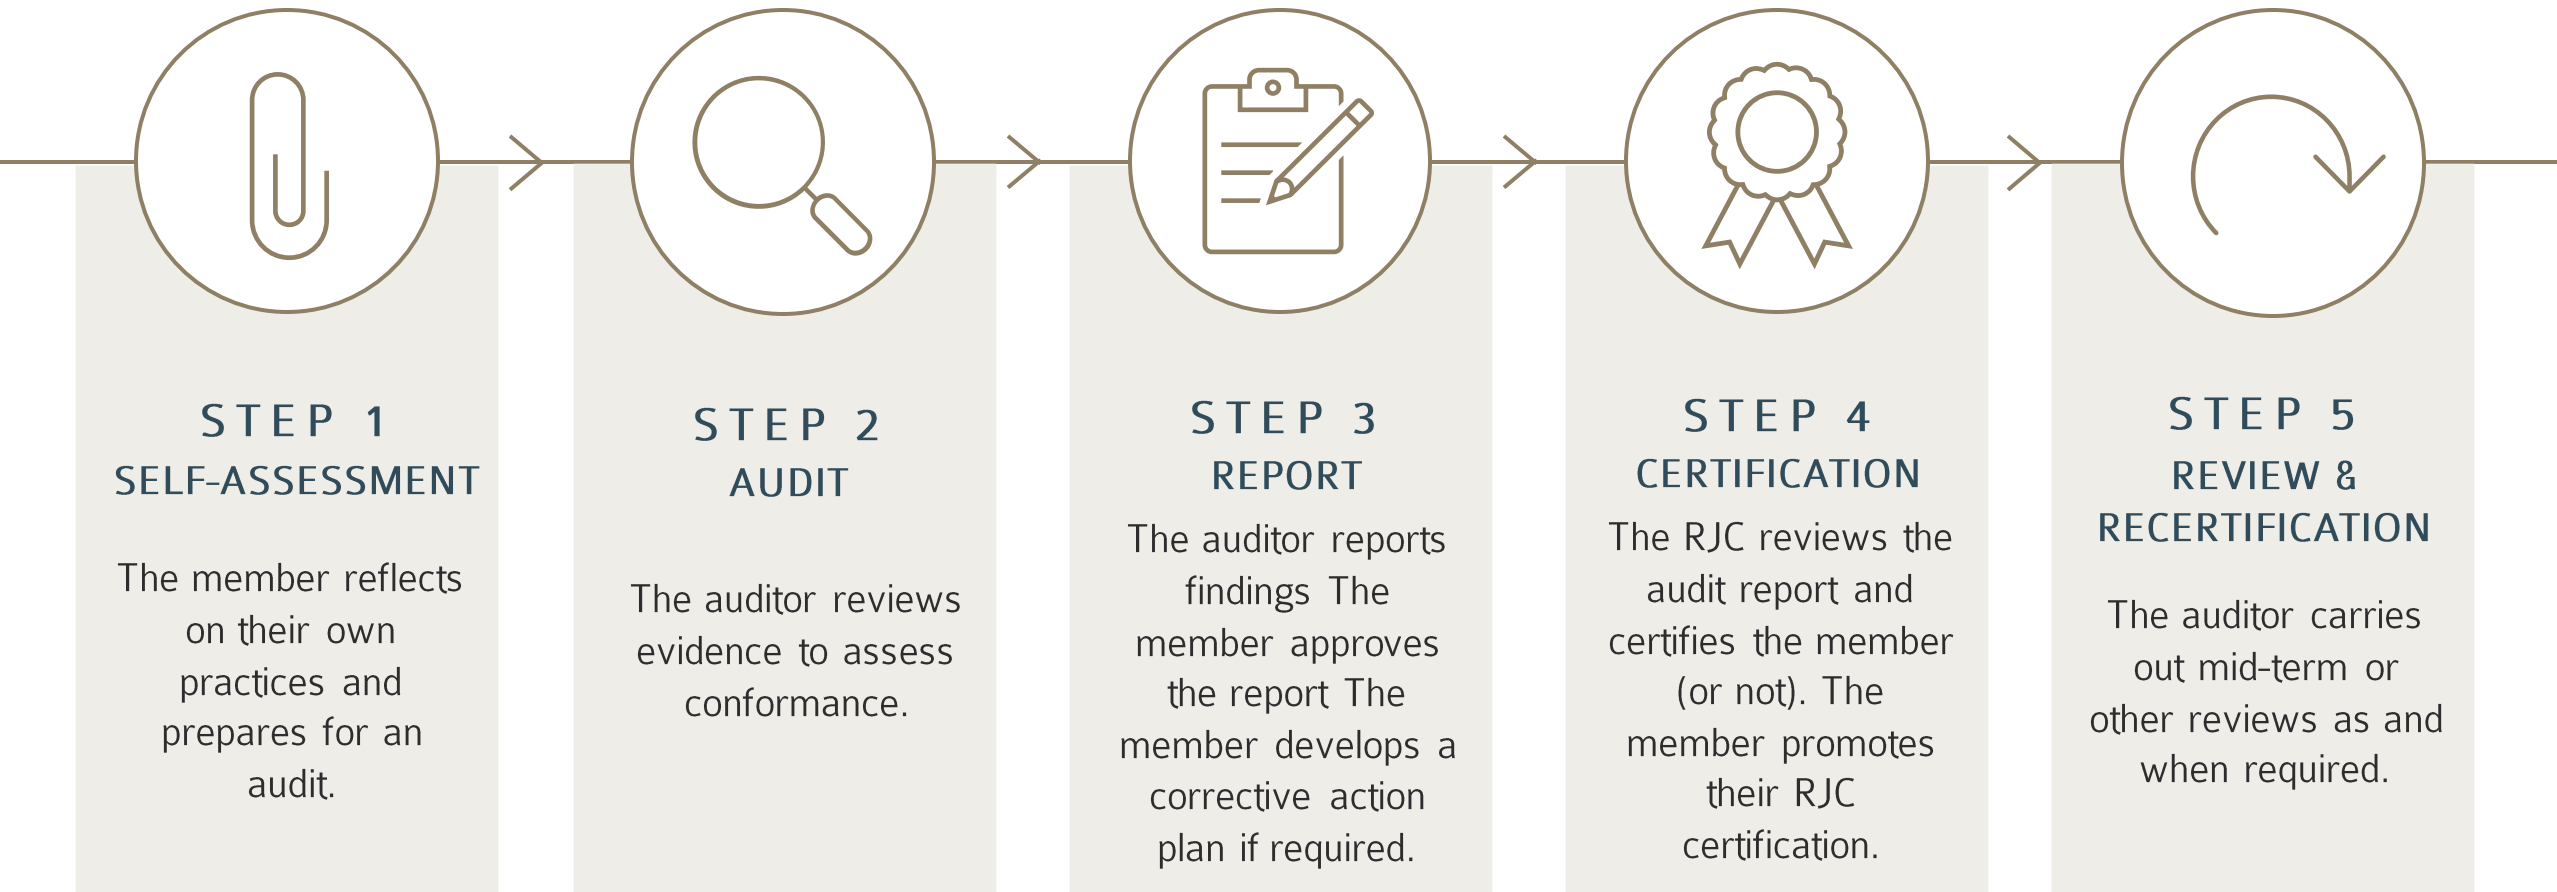 STEP 1
SELF-ASSESSMENT
The member reflects
on their own
practices and
prepares for an
audit.
STEP 2
AUDIT
The auditor reviews
evidence to assess
conformance.
STEP 3
REPORT
The auditor reports
findings The
member approves
the report The
member develops a
corrective action
plan if required.
STEP 4
CERTIFICATION
The RJC reviews the
audit report and
certifies the member
(or not). The
member promotes
their RJC
certification.
STEP 5
REVIEW &
RECERTIFICATION
The auditor carries
out mid-term or
other reviews as and
when required.